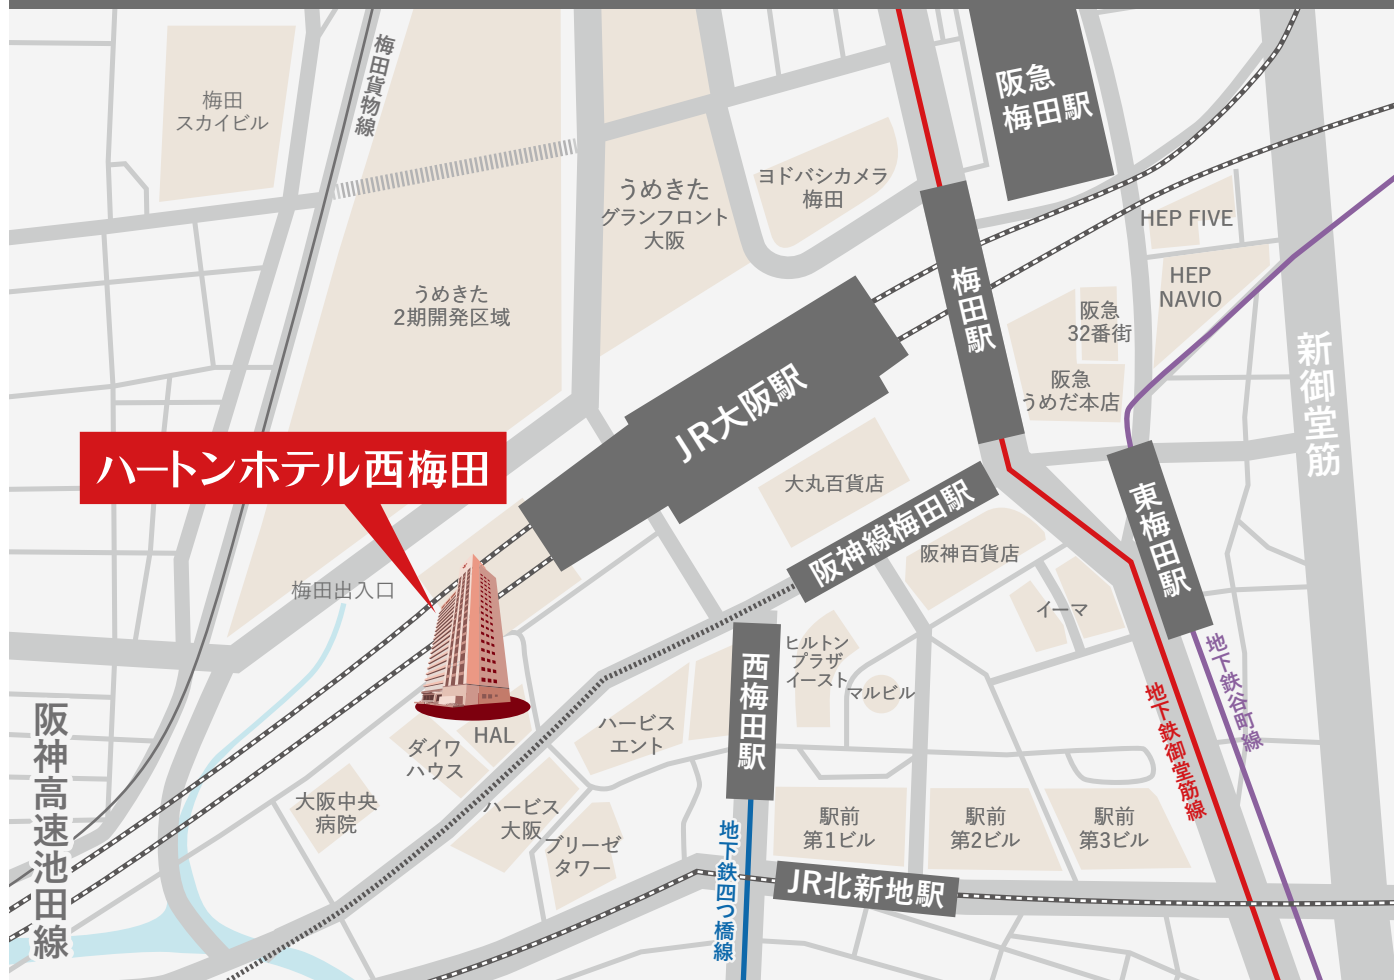 梅田
スカイビル
梅田貨物線
阪急
梅田駅
ヨドバシカメラ
梅田
うめきた
グランフロント
大阪
うめきた
2期開発区域
HEP FIVE
HEP
NAVIO
梅田駅
阪急
32番街
阪急
うめだ本店
新御堂筋
JR大阪駅
ハートンホテル西梅田
大丸百貨店
阪神線梅田駅
阪神百貨店
東梅田駅
梅田出入口
イーマ
ヒルトン
プラザ
イースト
マルビル
西梅田駅
地下鉄谷町線
地下鉄御堂筋線
阪神高速池田線
HAL
ダイワ
ハウス
ハービス
エント
大阪中央
病院
ハービス
大阪
ブリーゼ
タワー
駅前
第1ビル
駅前
第2ビル
駅前
第3ビル
地下鉄四つ橋線
JR北新地駅